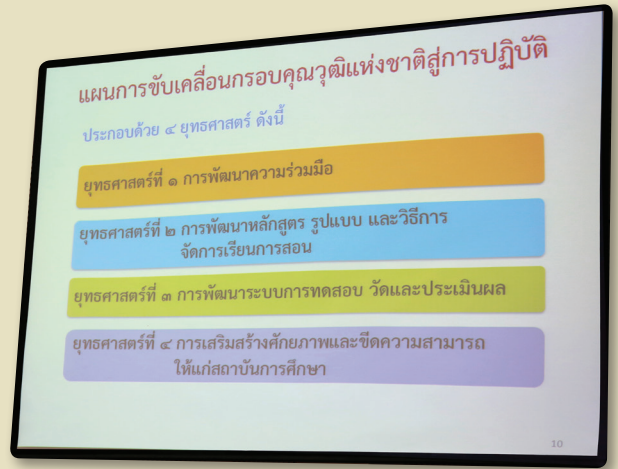 แผนการขับเคลื่อนกรอบคุณวุฒิแห่งชาติสู่การปฏิบัติ
ประกอบด้วย ๔ ยุทธศาสตร์ ดังนี้
ยุทธศาสตร์ที่ ๑ การพัฒนาความร่วมมือ
ยุทธศาสตร์ที่ ๒ การพัฒนาหลักสูตร รูปแบบ และวิธีการ
จัดการเรียนการสอน
ยุทธศาสตร์ที่ ๓ การพัฒนาระบบการทดสอบ วัดและประเมินผล
ยุทธศาสตร์ที่ ๔ การเสริมสร้างศักยภาพและขีดความสามารถ
ให้แก่สถาบันการศึกษา
10